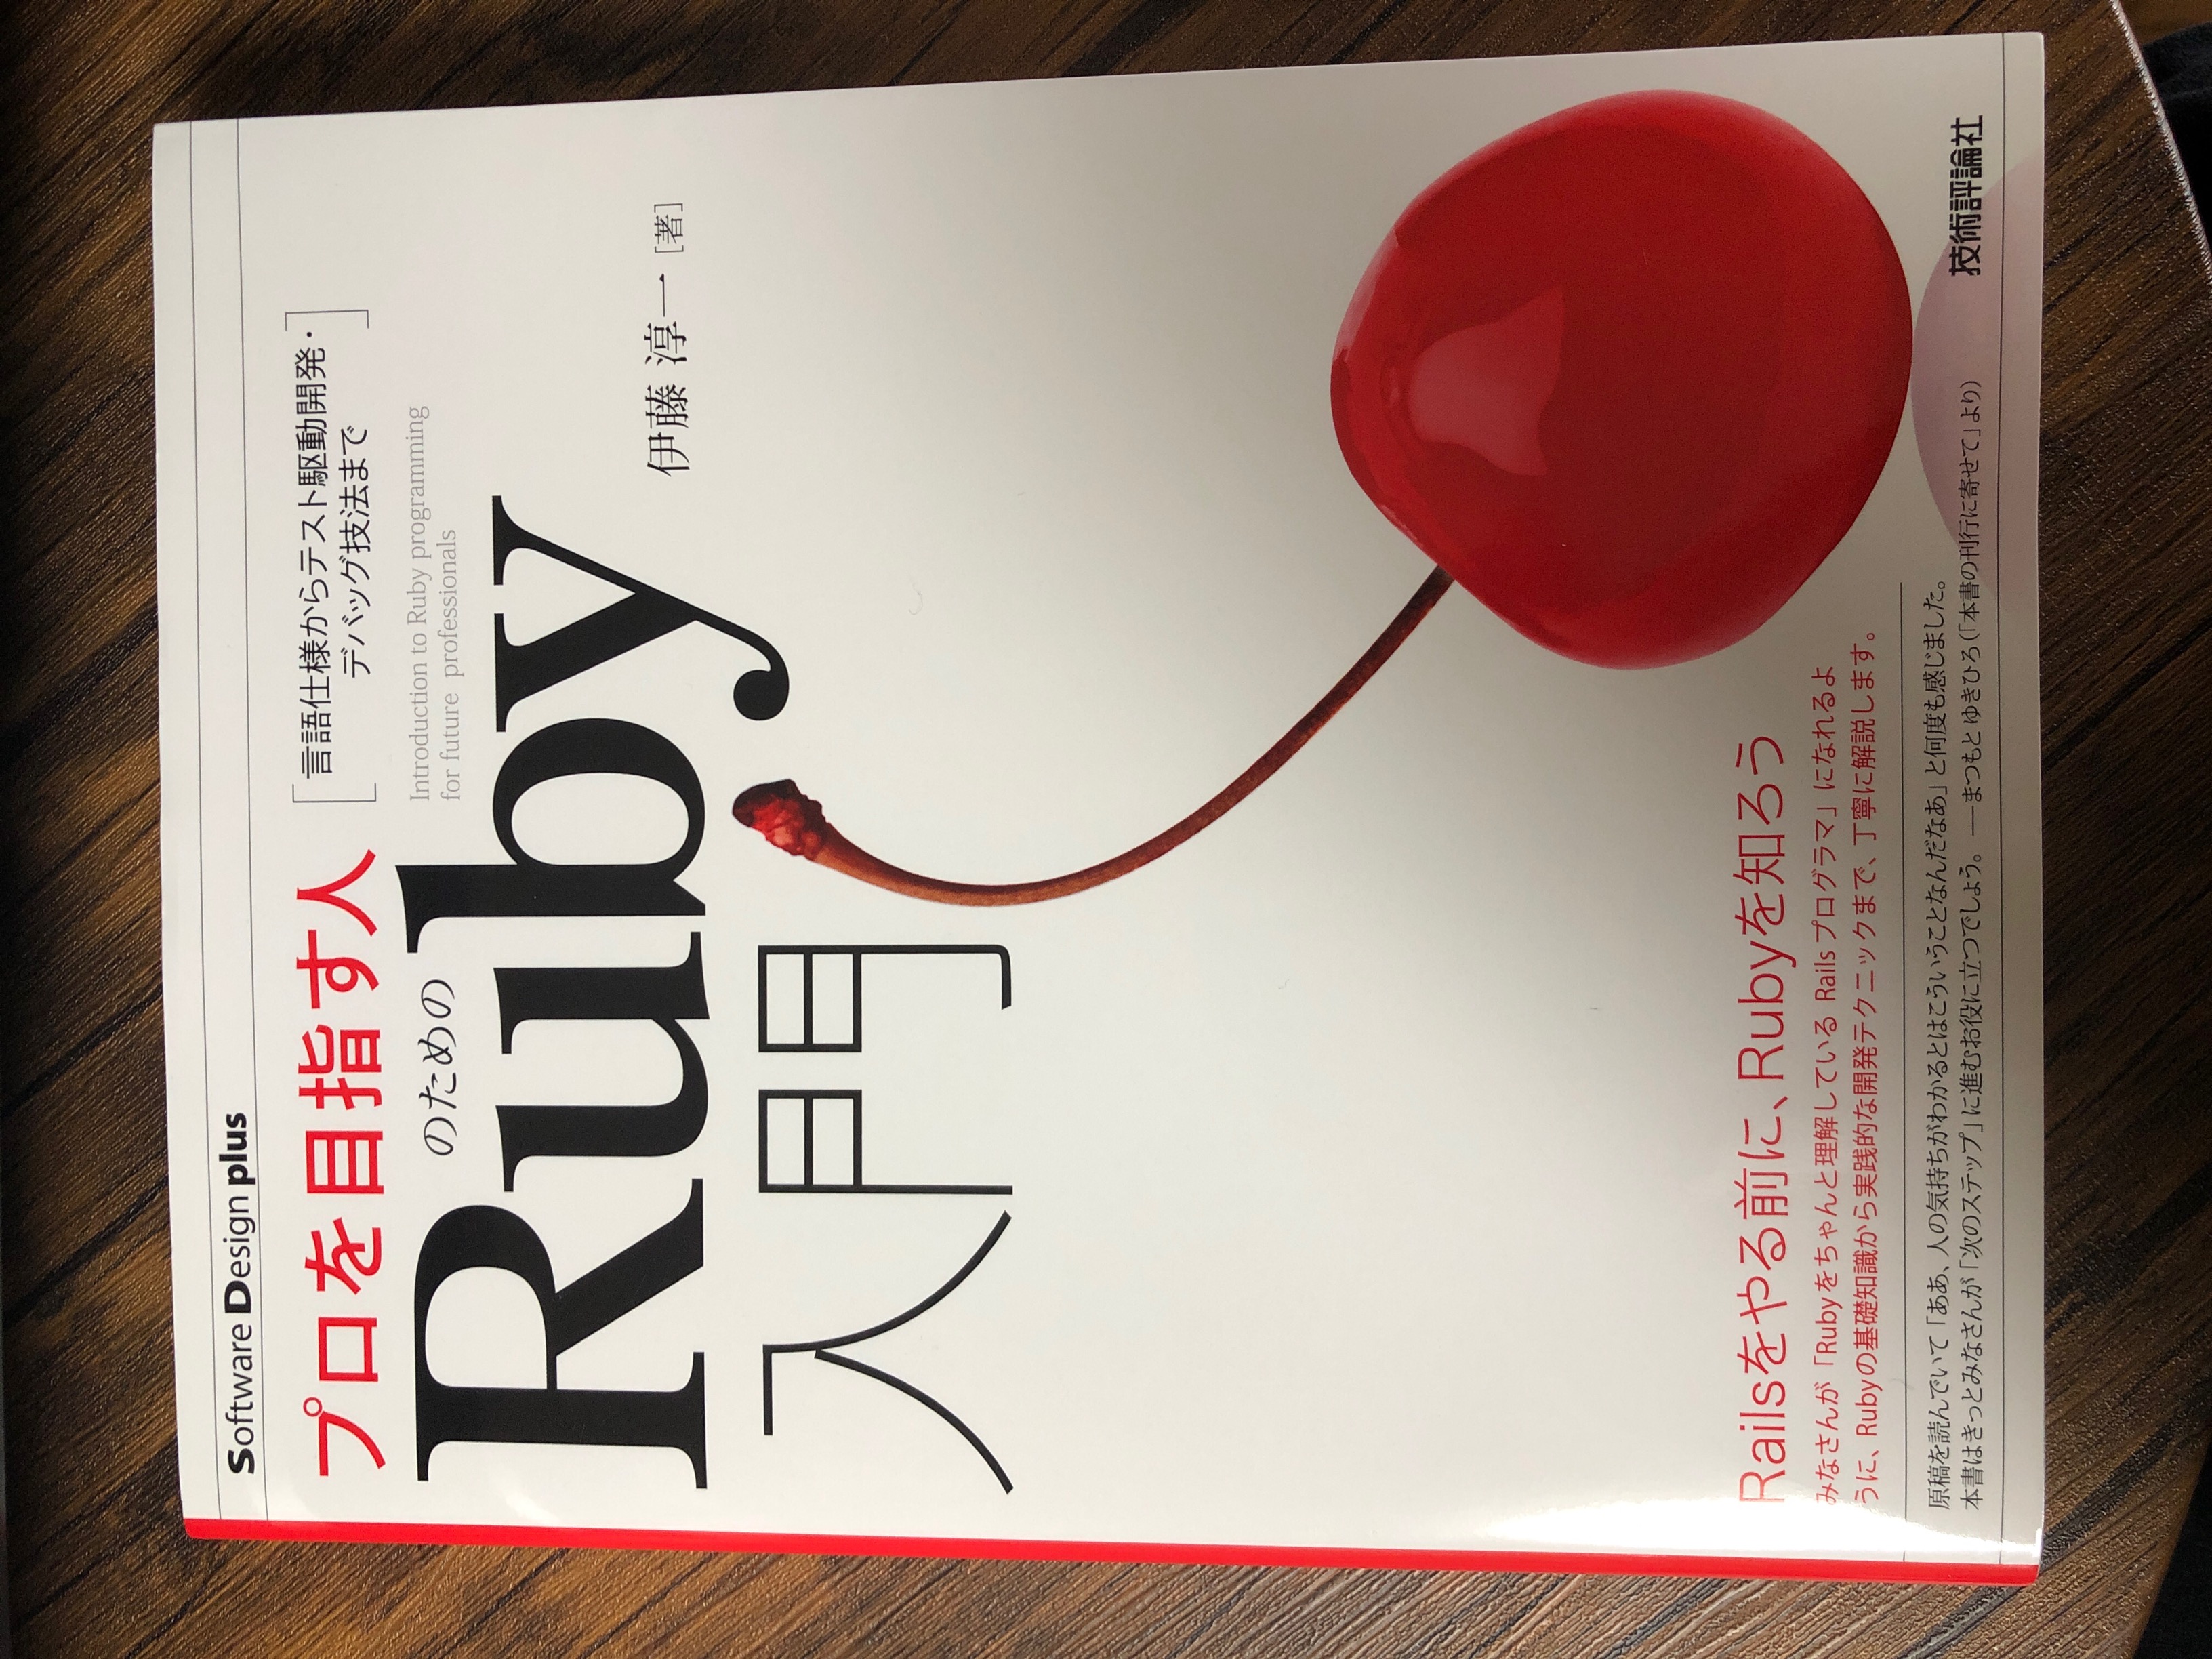 Software Design plus
プロを目指す人
のための
Ruby
入門
[言語仕様からテスト駆動開発・
デバッグ技法まで]
Introduction to Ruby programming
for future professionals
伊藤 淳一 [著]
Railsをやる前に、Rubyを知ろう
みなさんが「Rubyをちゃんと理解している Rails プログラマ」になれるよ
うに、Rubyの基礎知識から実践的な開発テクニックまで、丁寧に解説します。
原稿を読んでいて「ああ、人の気持ちがわかるとはこういうことなんだなあ」と何度も感じました。
本書はきっとみなさんが「次のステップ」に進むお役に立つでしょう。 ──まつもと ゆきひろ(「本書の刊行に寄せて」より)
技術評論社